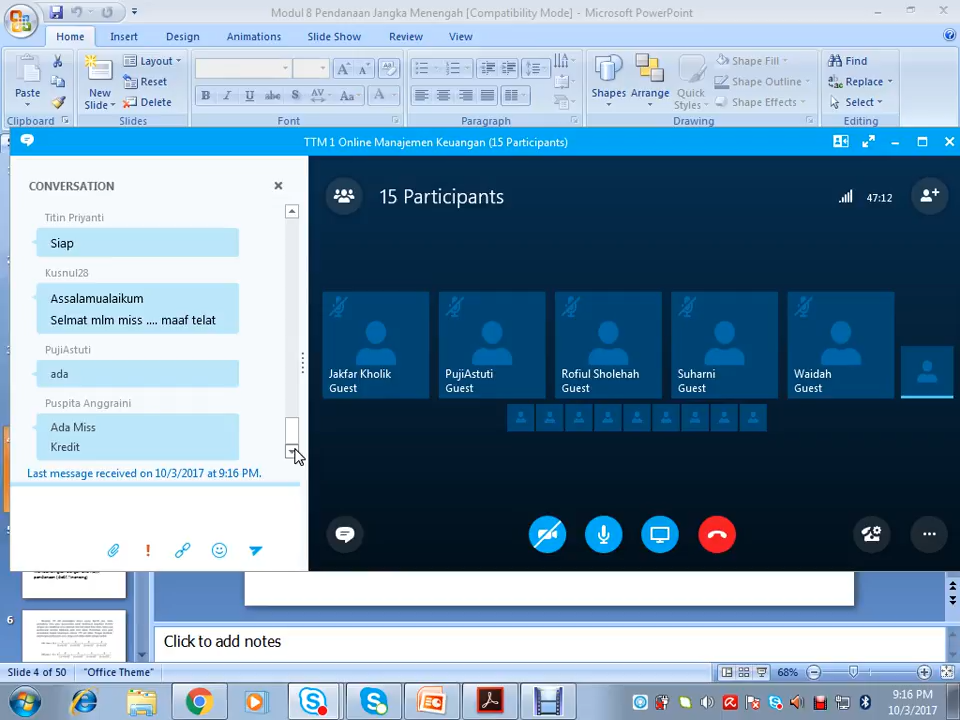 Modul 8 Pendanaan Jangka Menengah [Compatibility Mode] - Microsoft PowerPoint
Home Insert Design Animations Slide Show Review View
Paste
New
Slide
Layout
Reset
Delete
B I U abc S AV Aa A
Shapes Arrange Quick
Styles
Shape Fill
Shape Outline
Shape Effects
Find
Replace
Select
Clipboard Slides Font Paragraph Drawing Editing
TTM 1 Online Manajemen Keuangan (15 Participants)
CONVERSATION
Titin Priyanti
Siap
Kusnul28
Assalamualaikum
Selmat mlm miss .... maaf telat
PujiAstuti
ada
Puspita Anggraini
Ada Miss
Kredit
Last message received on 10/3/2017 at 9:16 PM.
15 Participants
47:12
Jakfar Kholik
Guest
PujiAstuti
Guest
Rofiul Sholehah
Guest
Suharni
Guest
Waidah
Guest
6
Click to add notes
Slide 4 of 50
"Office Theme"
68%
9:16 PM
10/3/2017